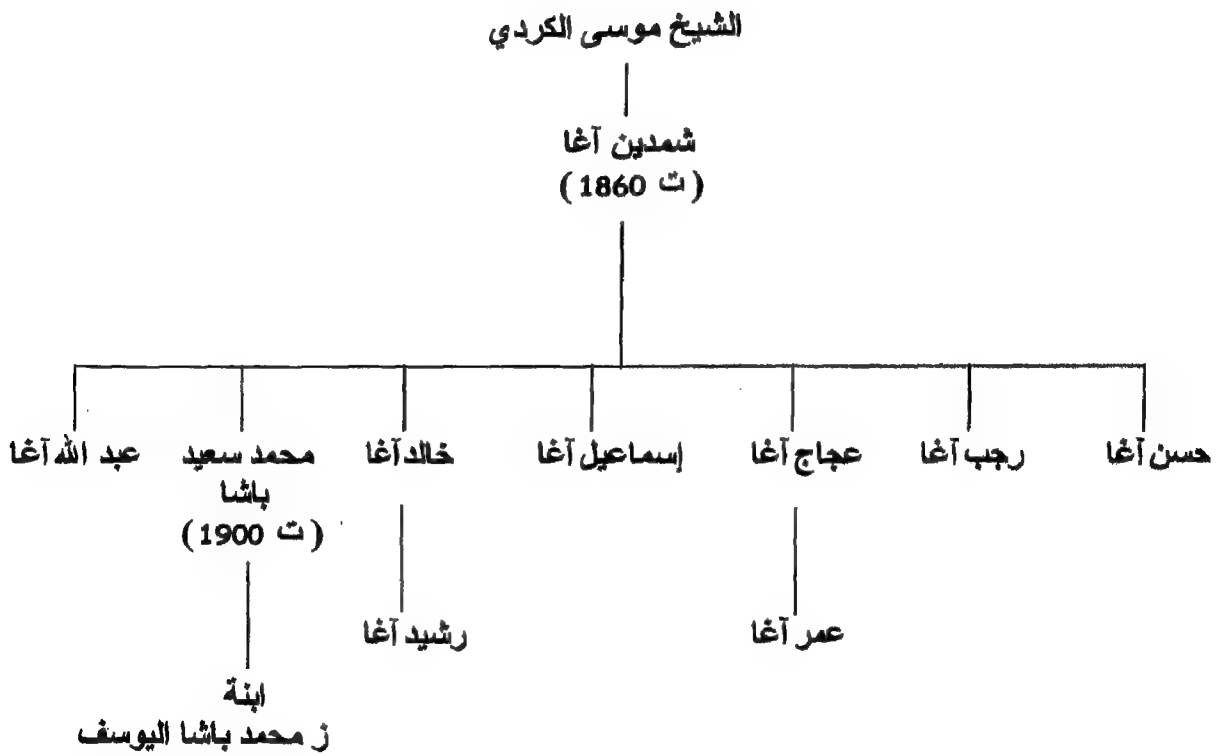 الشيخ موسى الكردي
شمدين آغا
(ت 1860)
حسن آغا
رجب آغا
عجاج آغا
إسماعيل آغا
خالد آغا
محمد سعيد
باشا
(ت 1900)
عبد الله آغا
عمر آغا
رشيد آغا
ابنة
ز محمد باشا اليوسف